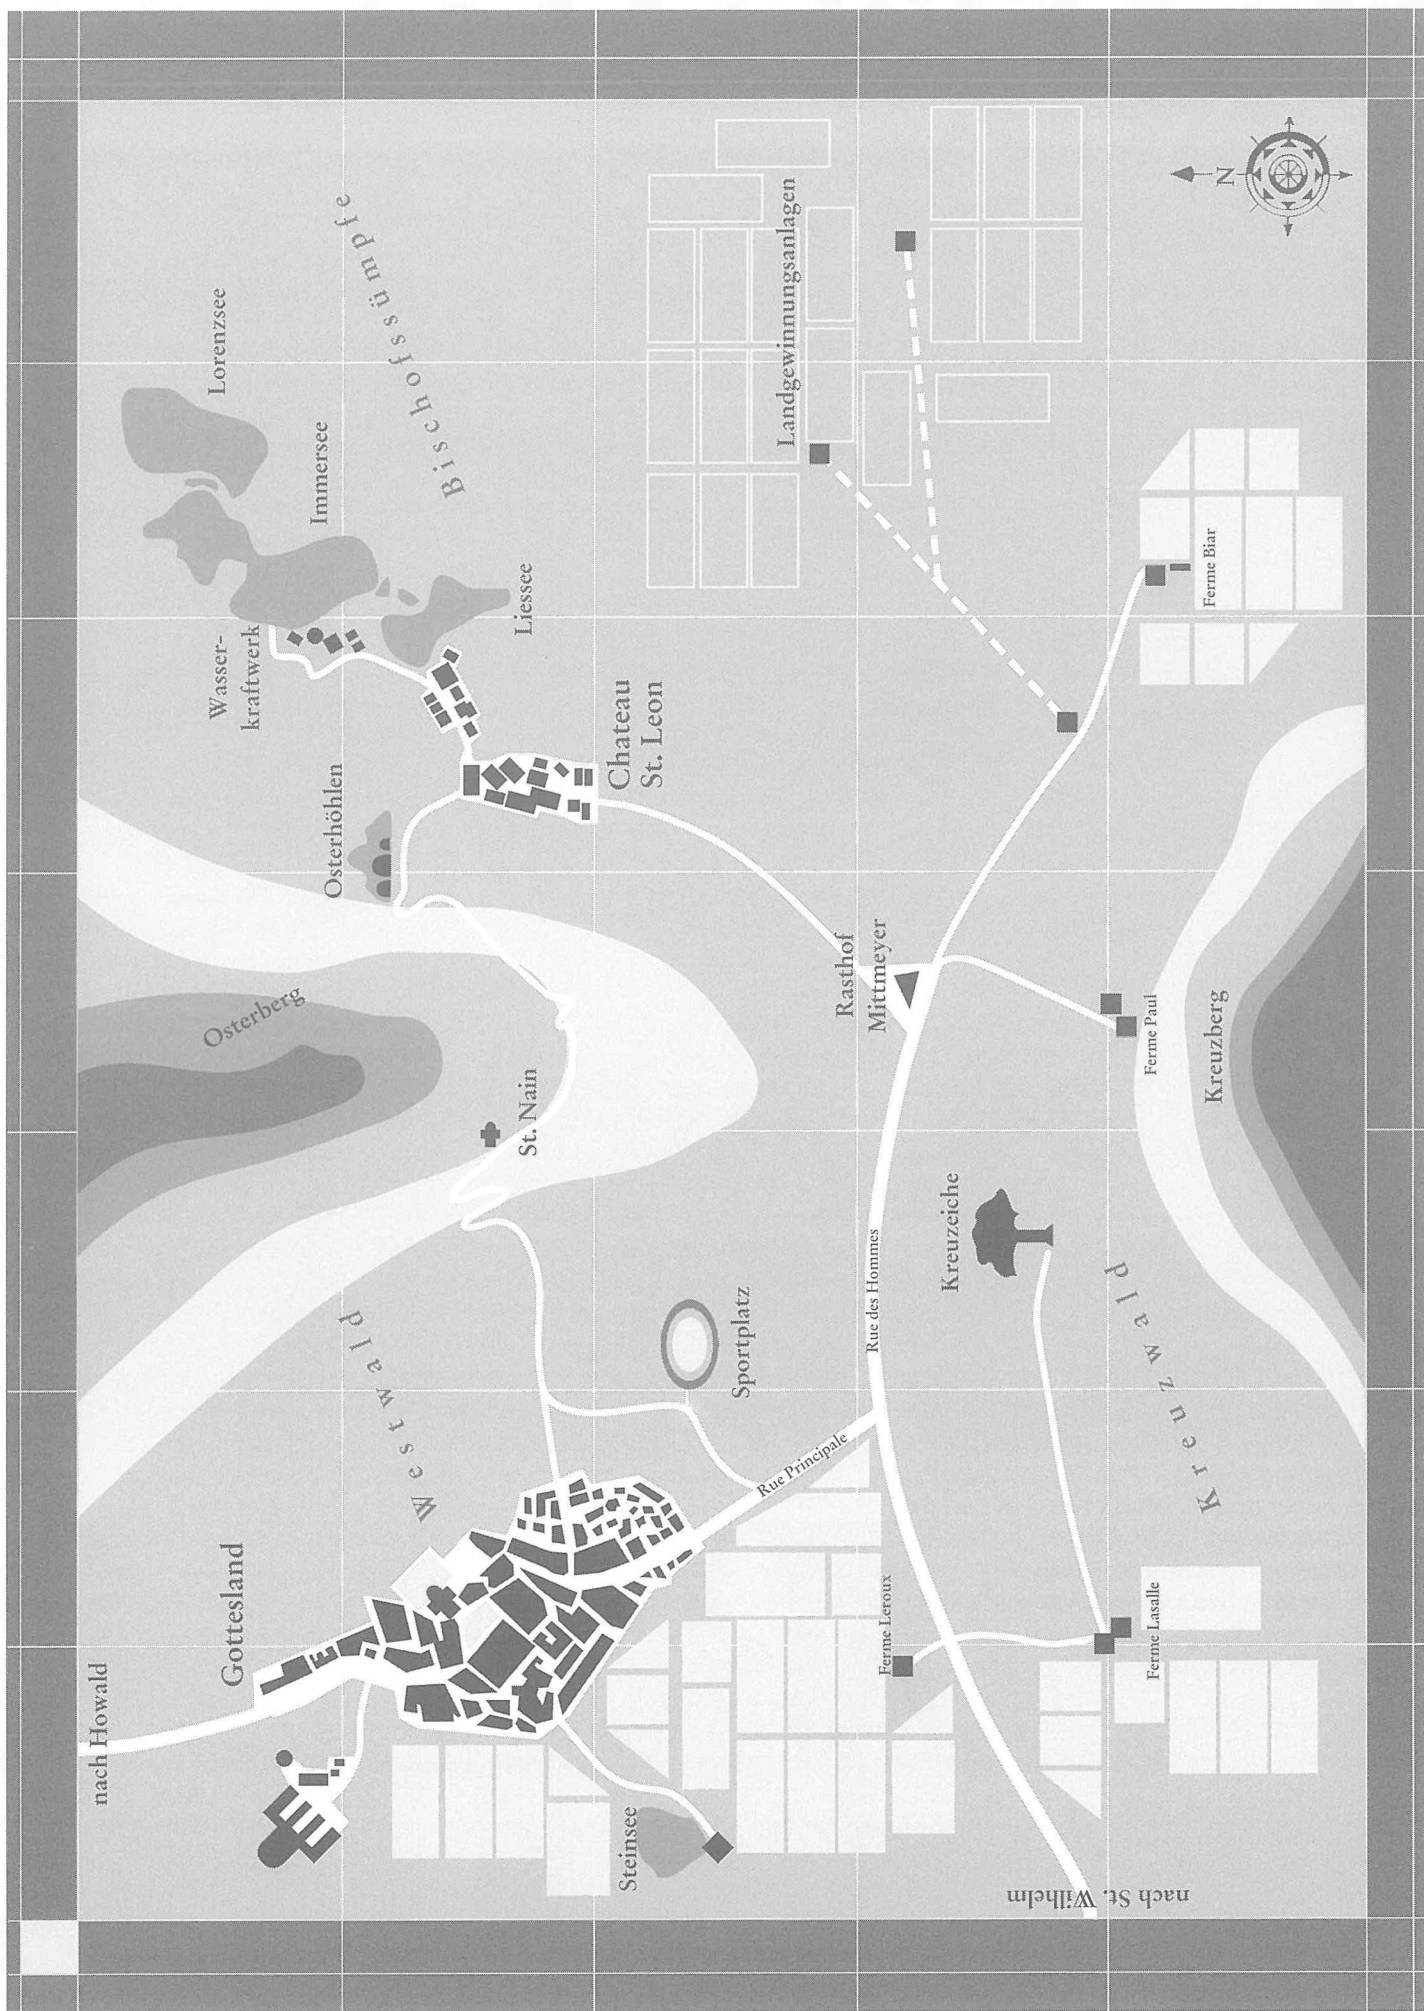 nach Howald
Gottesland
Wasser-
kraftwerk
Lorenzsee
Osterberg
Immersee
Osterhöhlen
Westwald
Bischofssümpfe
St. Nain
Liessee
Steinsee
Chateau
St. Leon
Sportplatz
Rue Principale
Landgewinnungsanlagen
Rasthof
Mittmeyer
Rue des Hommes
Ferme Leroux
Kreuzeiche
nach St. Wilhelm
Ferme Lasalle
Ferme Paul
Kreuzwald
Kreuzberg
Ferme Biar
N